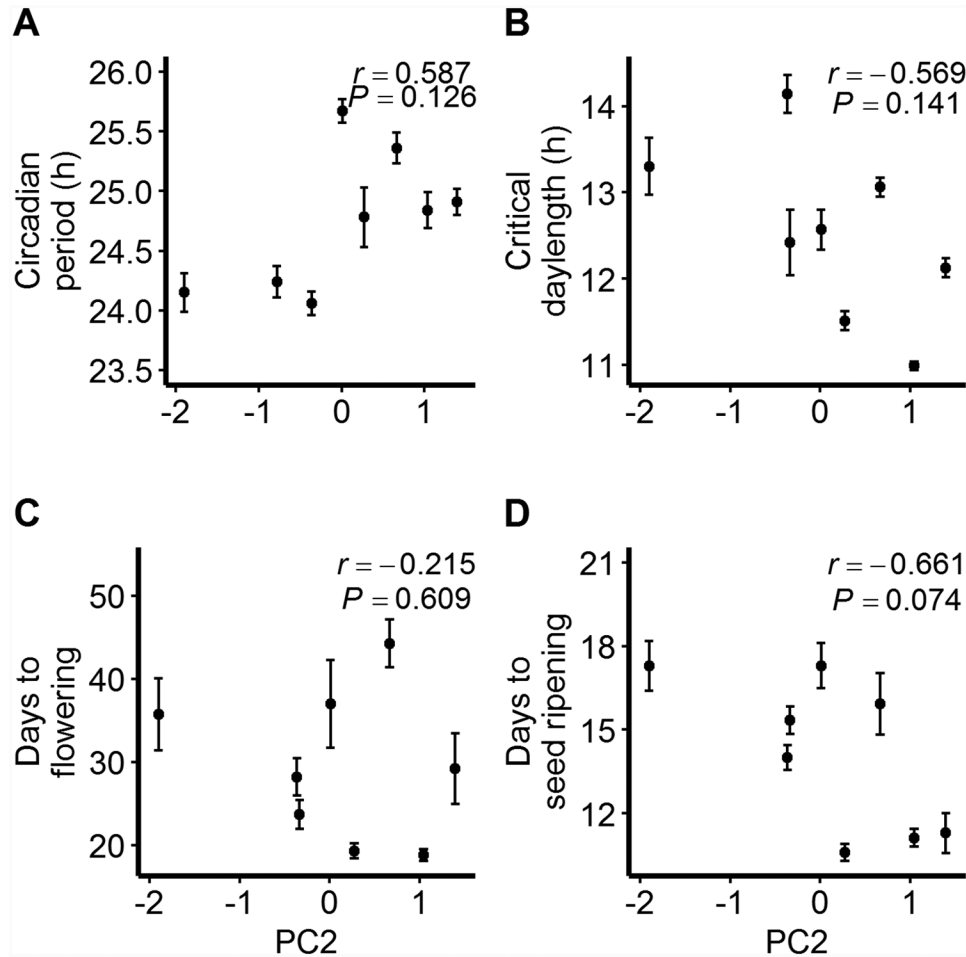 A
r = 0.587
P = 0.126
Circadian
period (h)
26.0
25.5
25.0
24.5
24.0
23.5
-2 -1 0 1
B
r = −0.569
P = 0.141
Critical
daylength (h)
14
13
12
11
-2 -1 0 1
C
r = −0.215
P = 0.609
Days to
flowering
50
40
30
20
-2 -1 0 1
PC2
D
r = −0.661
P = 0.074
Days to
seed ripening
21
18
15
12
-2 -1 0 1
PC2